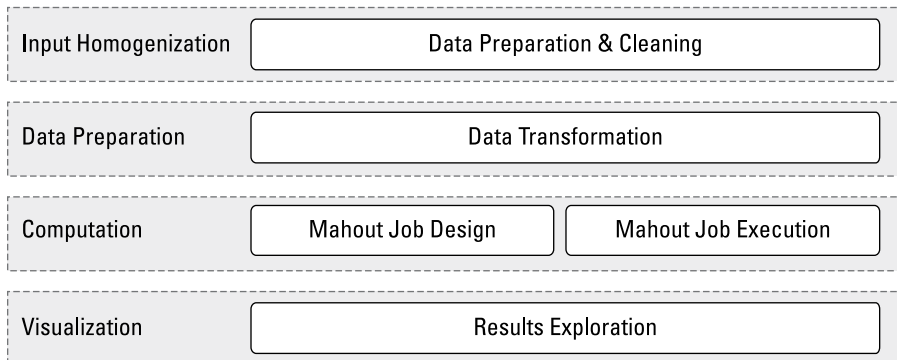 Input Homogenization
Data Preparation & Cleaning
Data Preparation
Data Transformation
Computation
Mahout Job Design
Mahout Job Execution
Visualization
Results Exploration